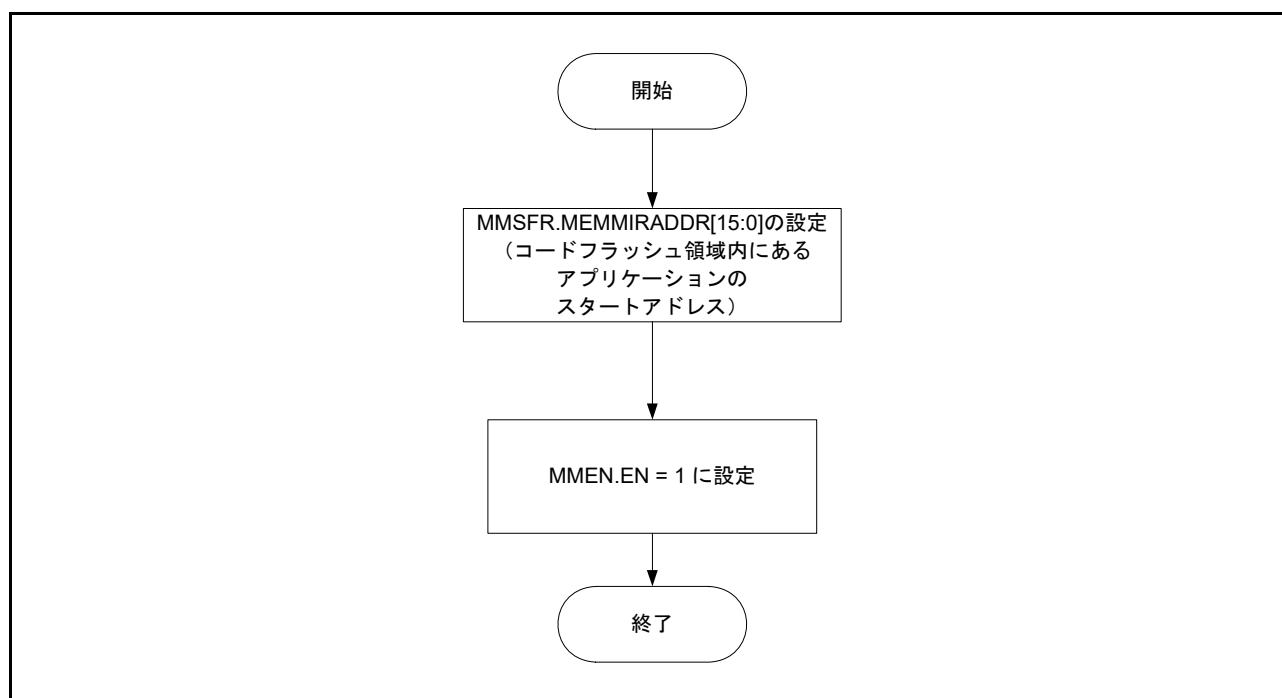 開始
MMSFR.MEMMIRADDR[15:0]の設定
（コードフラッシュ領域内にある
アプリケーションの
スタートアドレス）
MMEN.EN = 1 に設定
終了